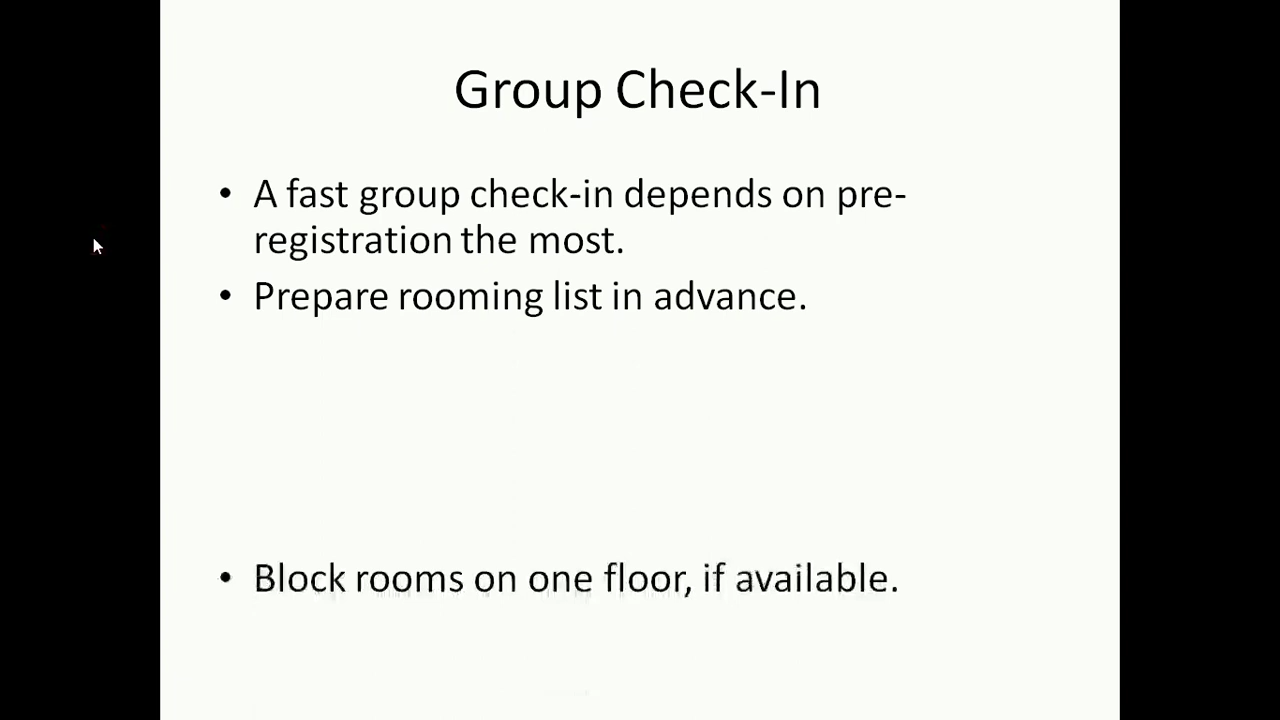 Group Check-In
• A fast group check-in depends on pre-
registration the most.
• Prepare rooming list in advance.
• Block rooms on one floor, if available.